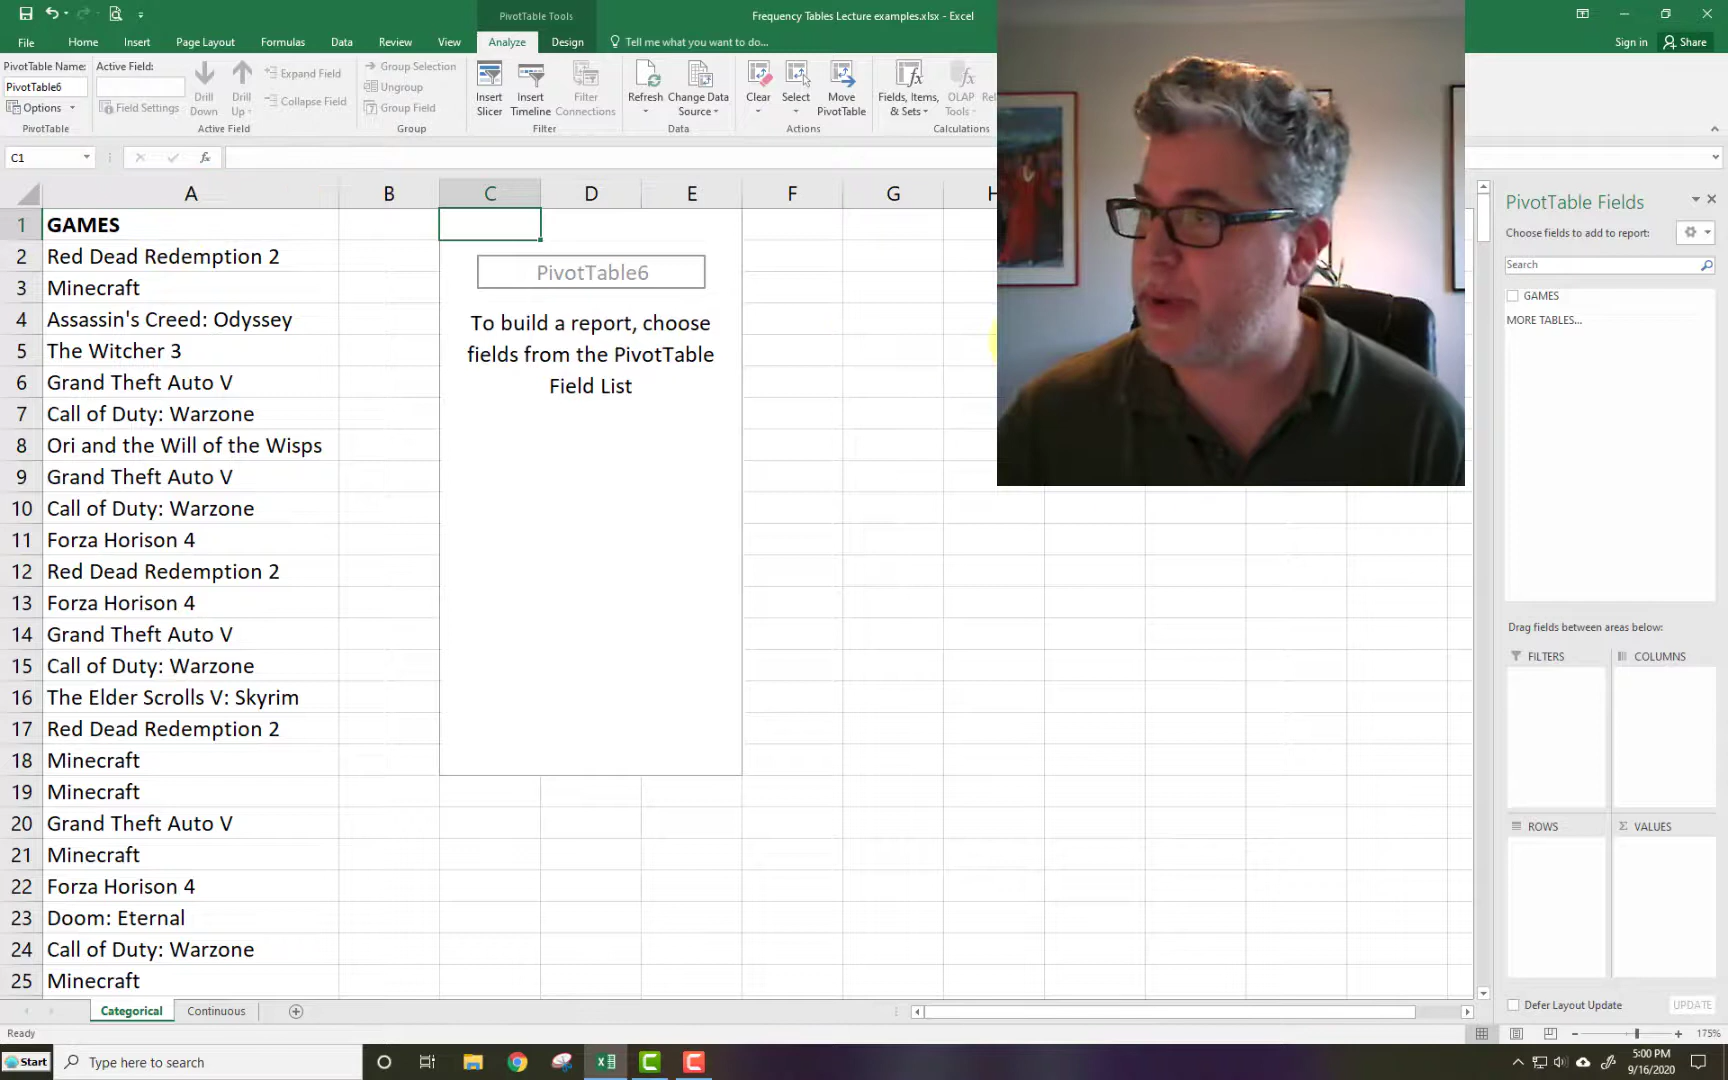 PivotTable Tools
Frequency Tables Lecture examples.xlsx - Excel
File Home Insert Page Layout Formulas Data Review View Analyze Design Tell me what you want to do... Sign in Share
PivotTable Name:
PivotTable6
Options
PivotTable
Active Field:
Field Settings
Drill Down
Drill Up
Expand Field
Collapse Field
Active Field
Group Selection
Ungroup
Group Field
Group
Insert Slicer
Insert Timeline
Filter Connections
Filter
Refresh
Change Data Source
Data
Clear
Select
Move PivotTable
Actions
Fields, Items, & Sets
OLAP Tools
Calculations
C1
fx
A B C D E F G
1 GAMES
2 Red Dead Redemption 2
3 Minecraft
4 Assassin's Creed: Odyssey
5 The Witcher 3
6 Grand Theft Auto V
7 Call of Duty: Warzone
8 Ori and the Will of the Wisps
9 Grand Theft Auto V
10 Call of Duty: Warzone
11 Forza Horison 4
12 Red Dead Redemption 2
13 Forza Horison 4
14 Grand Theft Auto V
15 Call of Duty: Warzone
16 The Elder Scrolls V: Skyrim
17 Red Dead Redemption 2
18 Minecraft
19 Minecraft
20 Grand Theft Auto V
21 Minecraft
22 Forza Horison 4
23 Doom: Eternal
24 Call of Duty: Warzone
25 Minecraft
PivotTable6
To build a report, choose
fields from the PivotTable
Field List
PivotTable Fields
Choose fields to add to report:
Search
GAMES
MORE TABLES...
Drag fields between areas below:
FILTERS COLUMNS
ROWS Σ VALUES
Defer Layout Update UPDATE
Categorical Continuous
Ready
175%
Start Type here to search
5:00 PM
9/16/2020